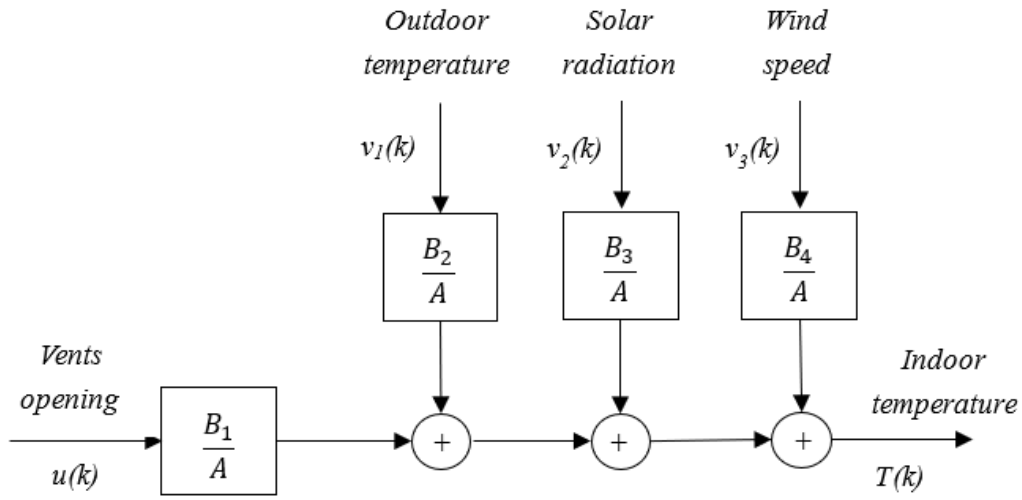 Outdoor
temperature
Solar
radiation
Wind
speed
v₁(k)
v₂(k)
v₃(k)
B₂
A
B₃
A
B₄
A
Vents
opening
u(k)
B₁
A
+
+
+
Indoor
temperature
T(k)